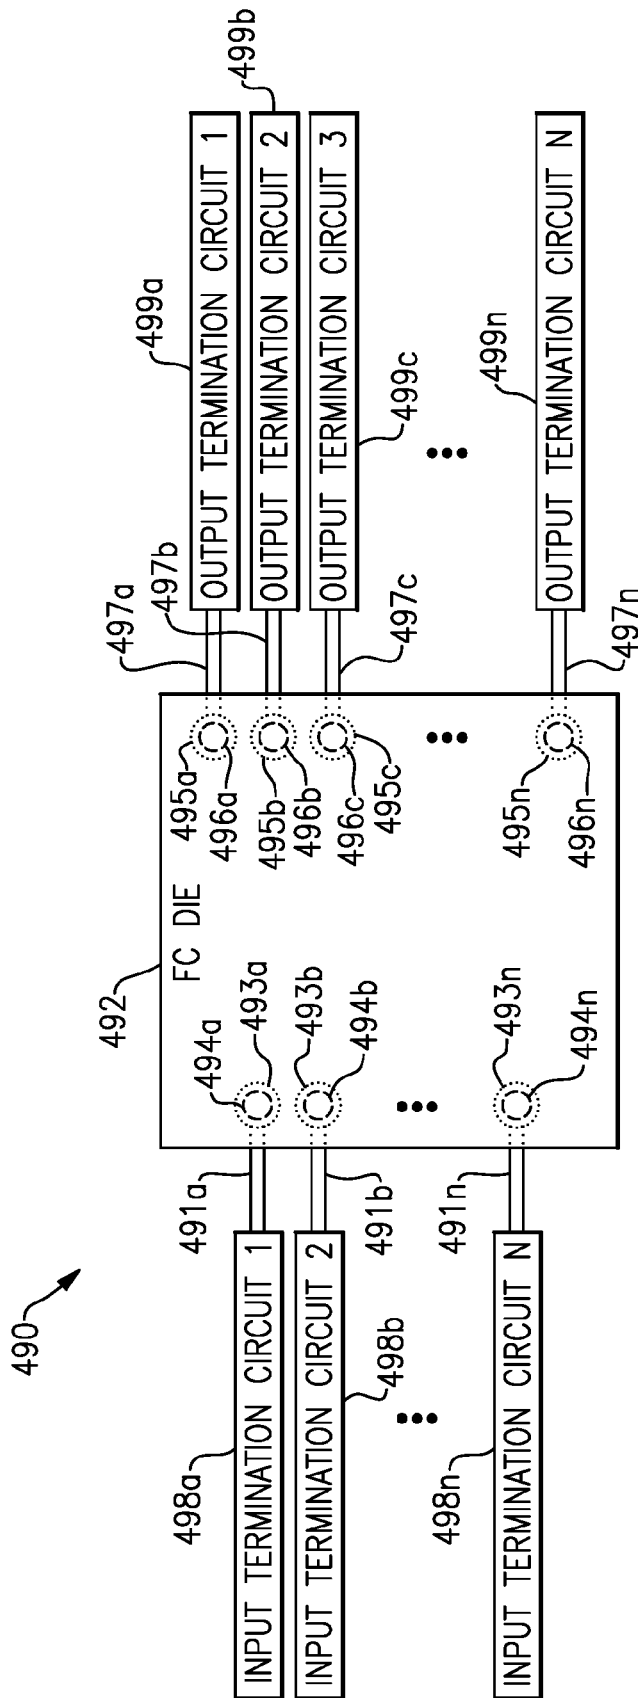 490
INPUT TERMINATION CIRCUIT 1
498a
INPUT TERMINATION CIRCUIT 2
498b
INPUT TERMINATION CIRCUIT N
498n
491a
491b
491n
492
FC DIE
494a
493a
493b
494b
493n
494n
495a
496a
495b
496b
496c
495c
495n
496n
497a
497b
497c
497n
OUTPUT TERMINATION CIRCUIT 1
499a
OUTPUT TERMINATION CIRCUIT 2
499b
OUTPUT TERMINATION CIRCUIT 3
499c
OUTPUT TERMINATION CIRCUIT N
499n